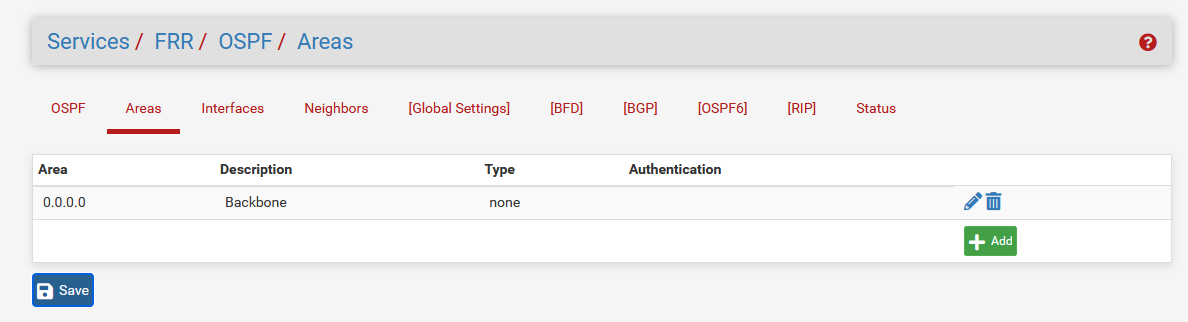 Services / FRR / OSPF / Areas
OSPF Areas Interfaces Neighbors [Global Settings] [BFD] [BGP] [OSPF6] [RIP] Status
Area Description Type Authentication
0.0.0.0 Backbone none
Add
Save